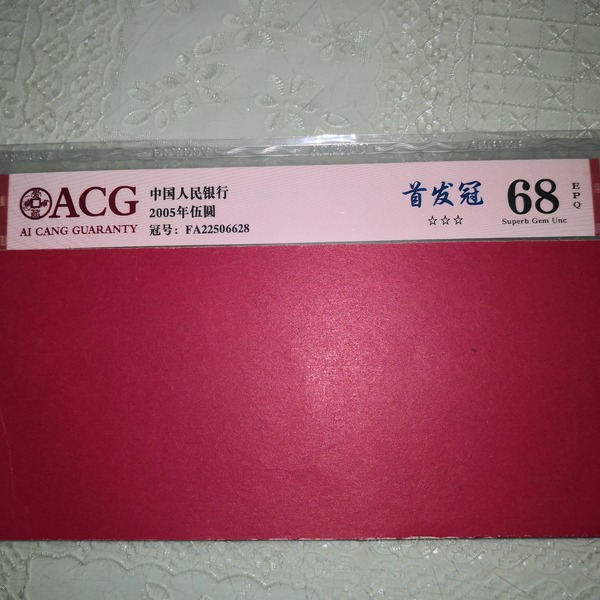 ACG
AI CANG GUARANTY
中国人民银行
2005年伍圆
冠号: FA22506628
首发冠
☆☆☆
68
Superb Gem Unc
EPQ